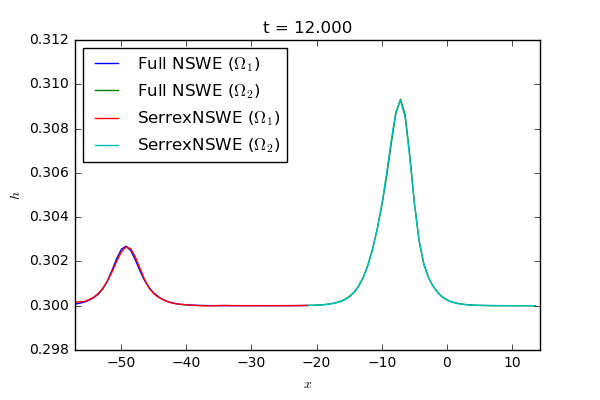 t = 12.000
0.312
0.310
0.308
0.306
0.304
0.302
0.300
0.298
h
Full NSWE (Ω₁)
Full NSWE (Ω₂)
SerrexNSWE (Ω₁)
SerrexNSWE (Ω₂)
−50 −40 −30 −20 −10 0 10
x